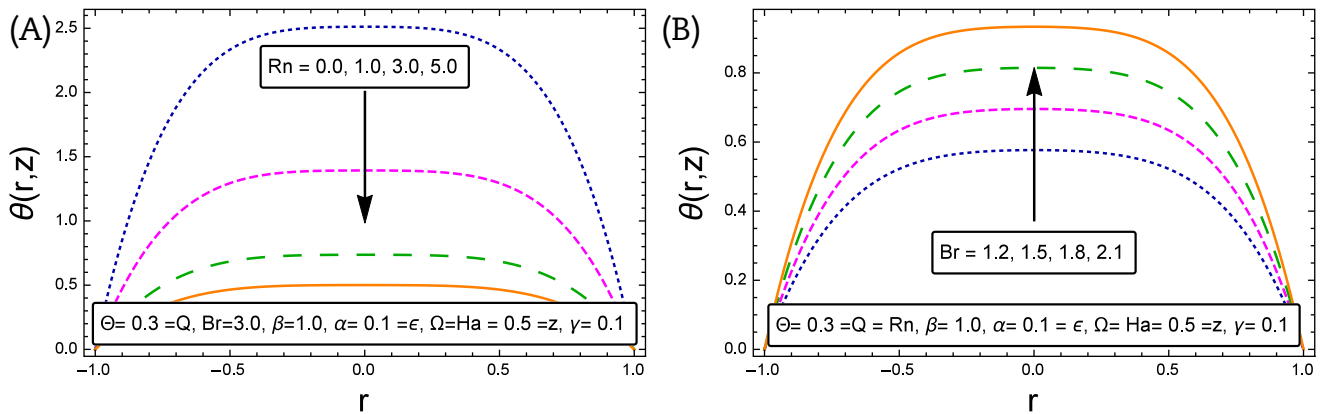 (A)
θ(r,z)
2.5
2.0
1.5
1.0
0.5
0.0
Rn = 0.0, 1.0, 3.0, 5.0
Θ= 0.3 =Q, Br=3.0, β=1.0, α= 0.1 =ϵ, Ω=Ha = 0.5 =z, γ= 0.1
−1.0 −0.5 0.0 0.5 1.0
r
(B)
θ(r,z)
0.8
0.6
0.4
0.2
0.0
Br = 1.2, 1.5, 1.8, 2.1
Θ= 0.3 =Q = Rn, β= 1.0, α= 0.1 = ϵ, Ω= Ha= 0.5 =z, γ= 0.1
−1.0 −0.5 0.0 0.5 1.0
r